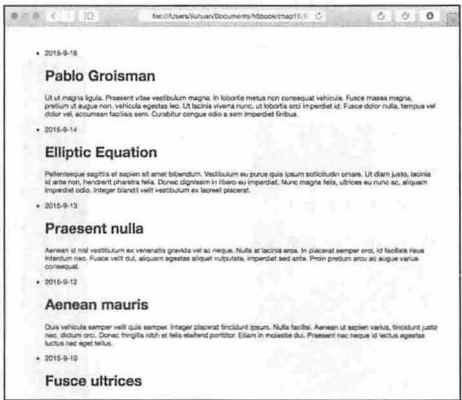 file:///Users/liuhuan/Documents/h5book/chap11/
• 2015-9-18
Pablo Groisman
Ut ut magna ligula. Praesent vitae vestibulum magna. In lobortis metus non consequat vehicula. Fusce massa magna,
pretium ut augue non, vehicula egestas leo. Ut lacinia viverra nunc, ut lobortis orci imperdiet id. Fusce dolor nulla, tempus vel
dolor vel, accumsan facilisis sem. Curabitur congue odio a sem imperdiet finibus.
• 2015-9-14
Elliptic Equation
Pellentesque sagittis et sapien sit amet bibendum. Vestibulum eu purus quis ipsum sollicitudin ornare. Ut diam justo, lacinia
id ante non, hendrerit pharetra felis. Donec dignissim in libero eu imperdiet. Nunc magna felis, ultrices eu nunc ac, aliquam
imperdiet odio. Integer blandit velit vestibulum ex laoreet placerat.
• 2015-9-13
Praesent nulla
Aenean id nisl vestibulum ex venenatis gravida vel ac neque. Nulla at lacinia eros. In placerat semper orci, id facilisis risus
interdum nec. Fusce velit dui, aliquam egestas aliquet vulputate, imperdiet sed ante. Proin pretium arcu ac augue varius
consequat.
• 2015-9-12
Aenean mauris
Duis vehicula semper velit quis semper. Integer placerat tincidunt ipsum. Nulla facilisi. Aenean ut sapien varius, tincidunt justo
nec, dictum orci. Donec fringilla nibh et felis eleifend porttitor. Etiam in molestie dui. Praesent nec neque id lectus egestas
luctus nec eget tellus.
• 2015-9-10
Fusce ultrices